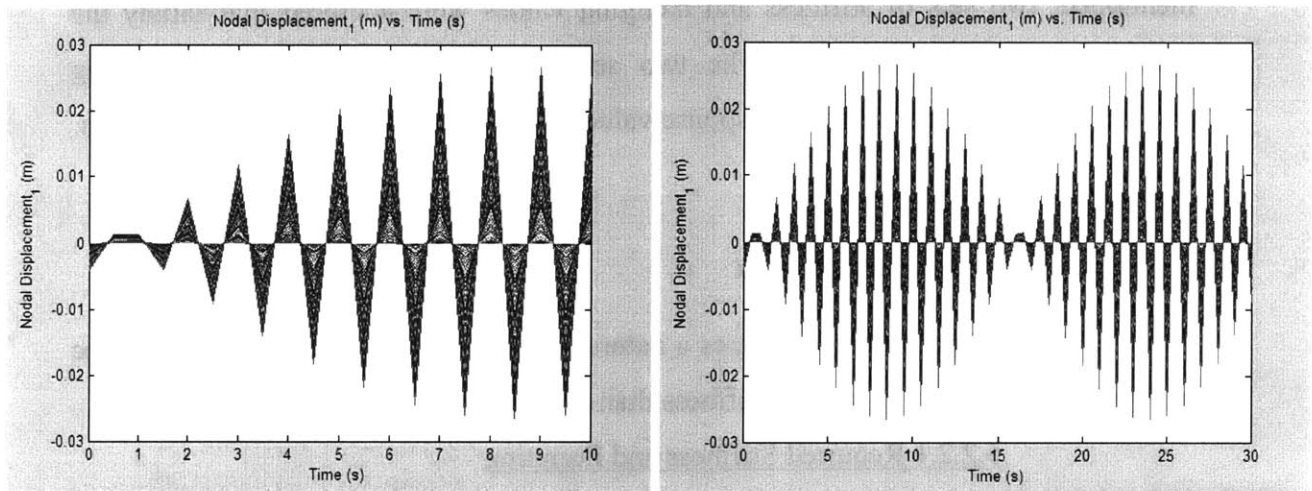 Nodal Displacement₁ (m) vs. Time (s)
0.03
0.02
0.01
0
-0.01
-0.02
-0.03
Nodal Displacement₁ (m)
0 1 2 3 4 5 6 7 8 9 10
Time (s)
Nodal Displacement₁ (m) vs. Time (s)
0.03
0.02
0.01
0
-0.01
-0.02
-0.03
Nodal Displacement₁ (m)
0 5 10 15 20 25 30
Time (s)